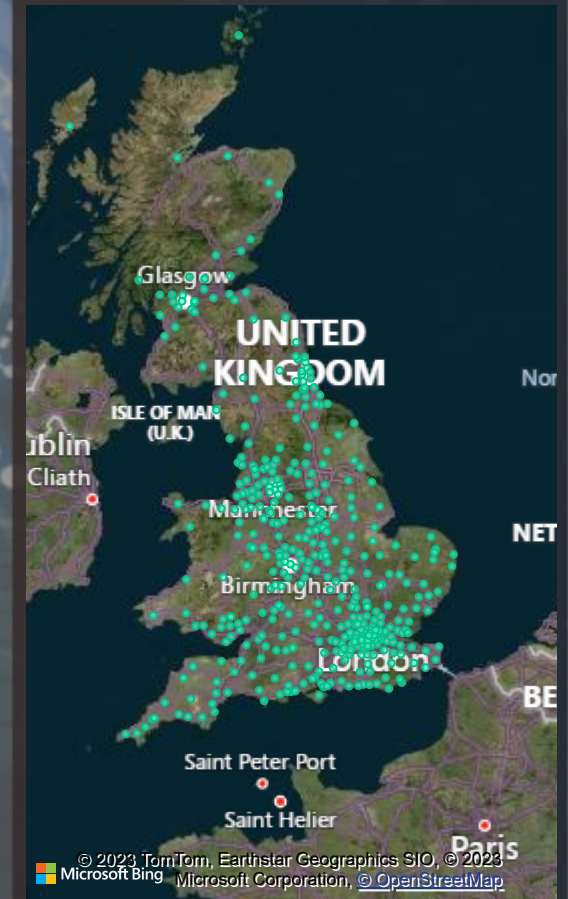 Glasgow
UNITED
KINGDOM
Nor
ISLE OF MAN
(U.K.)
ublin
Cliath
Manchester
NET
Birmingham
London
BE
Saint Peter Port
Saint Helier
Paris
© 2023 TomTom, Earthstar Geographics SIO, © 2023
Microsoft Bing
Microsoft Corporation, © OpenStreetMap